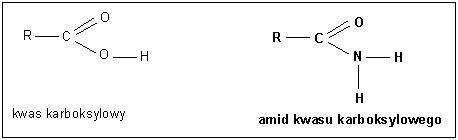 R C O O H
kwas karboksylowy
R C O N H H
amid kwasu karboksylowego